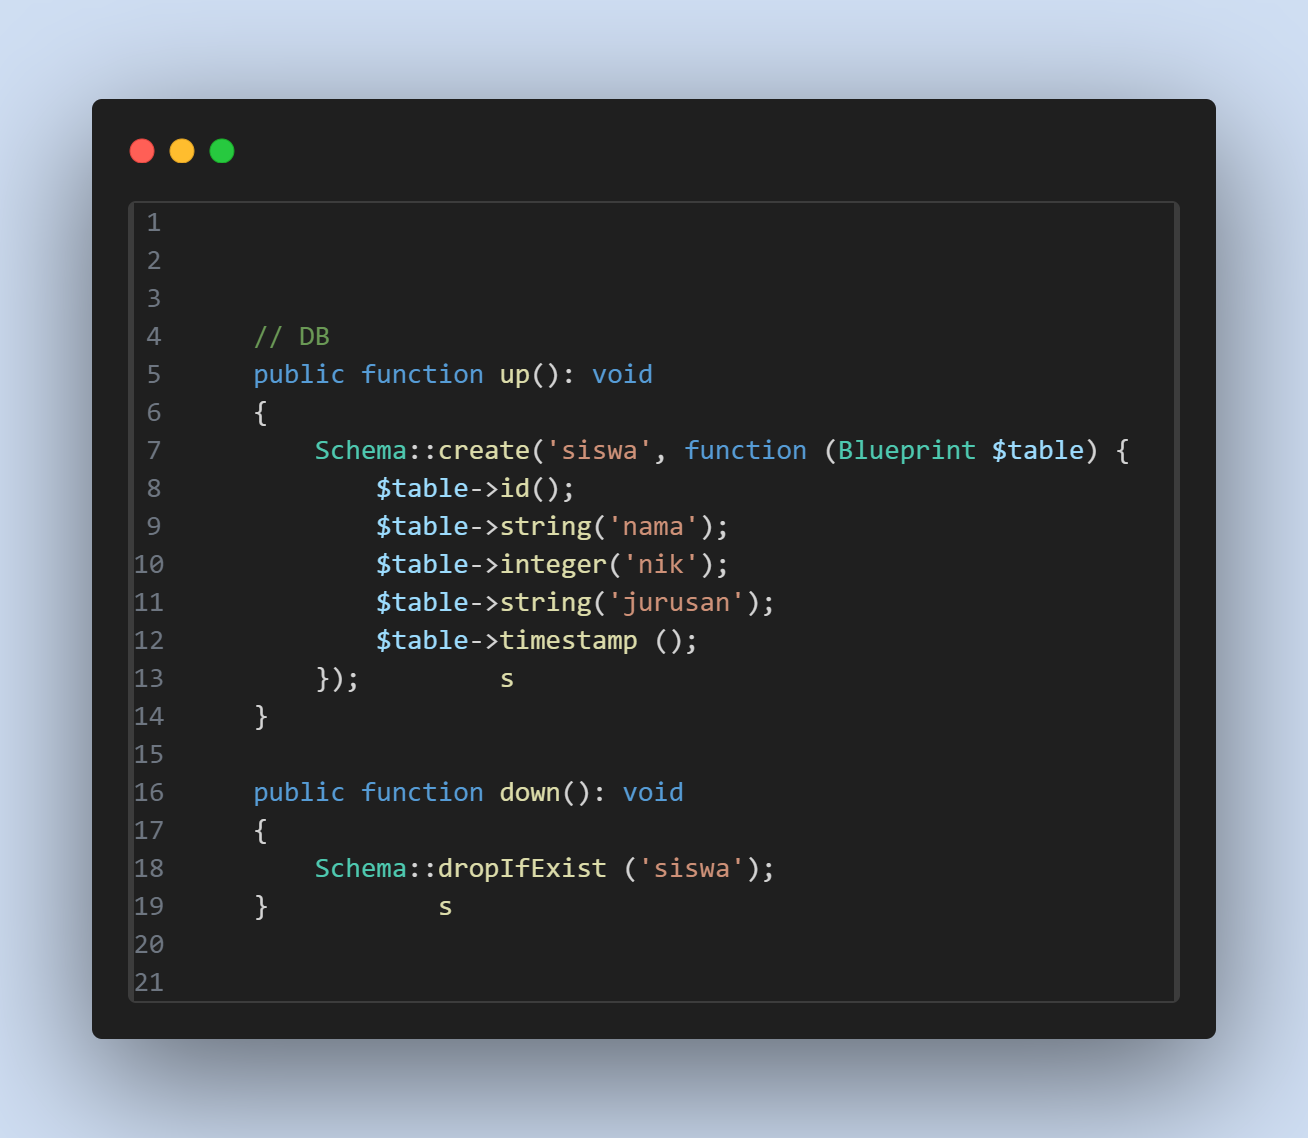 1
2
3
4 // DB
5 public function up(): void
6 {
7 Schema::create('siswa', function (Blueprint $table) {
8 $table->id();
9 $table->string('nama');
10 $table->integer('nik');
11 $table->string('jurusan');
12 $table->timestamp ();
13 }); s
14 }
15
16 public function down(): void
17 {
18 Schema::dropIfExist ('siswa');
19 } s
20
21